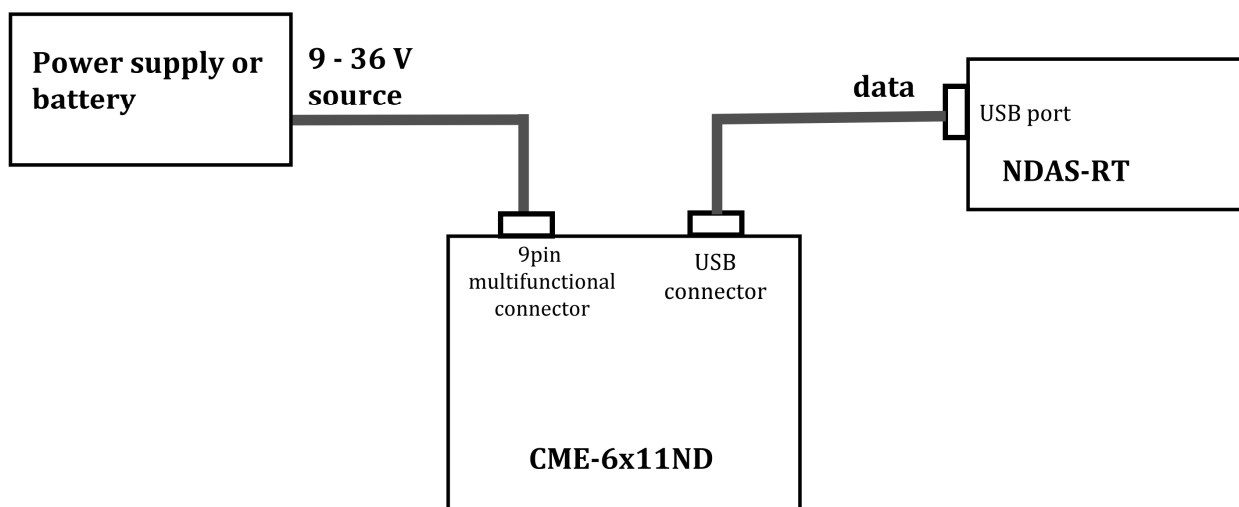 Power supply or
battery
9 - 36 V
source
data
USB port
NDAS-RT
9pin
multifunctional
connector
USB
connector
CME-6x11ND